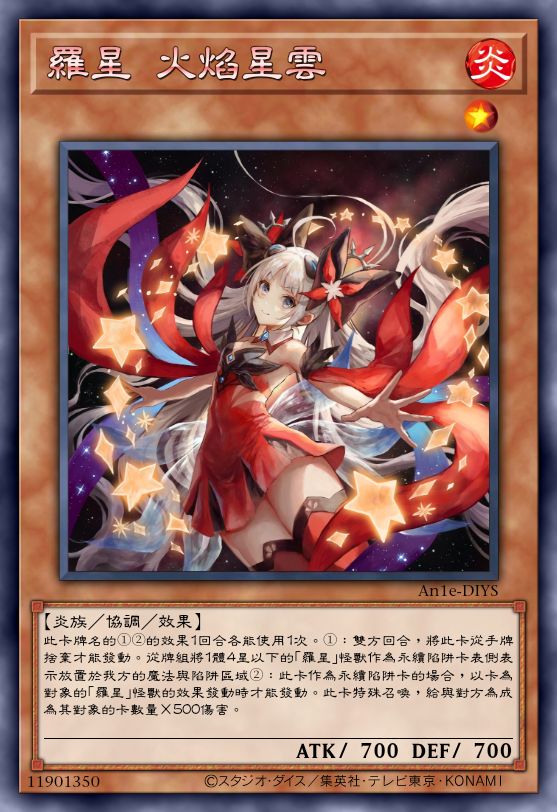 羅星 火焰星雲
炎
An1e-DIYS
【炎族／協調／效果】
此卡牌名的①②的效果1回合各能使用1次。①：雙方回合，將此卡從手牌
捨棄才能發動。從牌組將1體4星以下的「羅星」怪獸作為永續陷阱卡表側表
示放置於我方的魔法與陷阱區域②：此卡作為永續陷阱卡的場合，以卡為
對象的「羅星」怪獸的效果發動時才能發動。此卡特殊召喚，給與對方為成
為其對象的卡數量×500傷害。
ATK/ 700 DEF/ 700
11901350 ©スタジオ・ダイス／集英社・テレビ東京・KONAMI